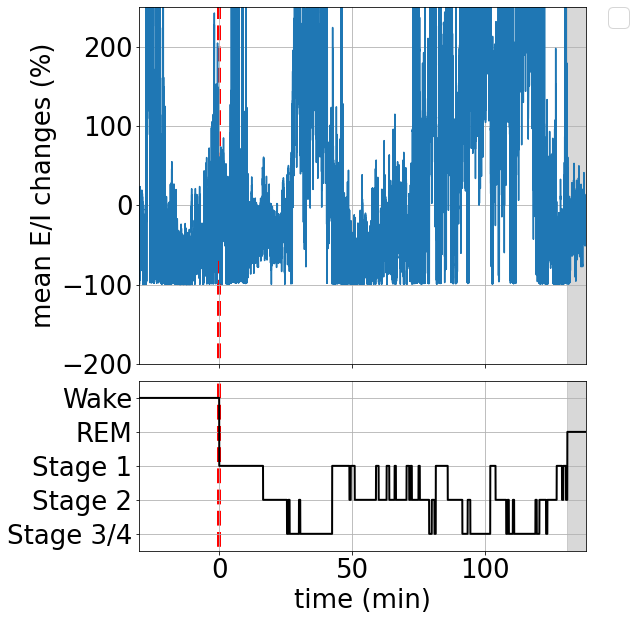 mean E/I changes (%)
200
100
0
−100
−200
Wake
REM
Stage 1
Stage 2
Stage 3/4
0 50 100
time (min)